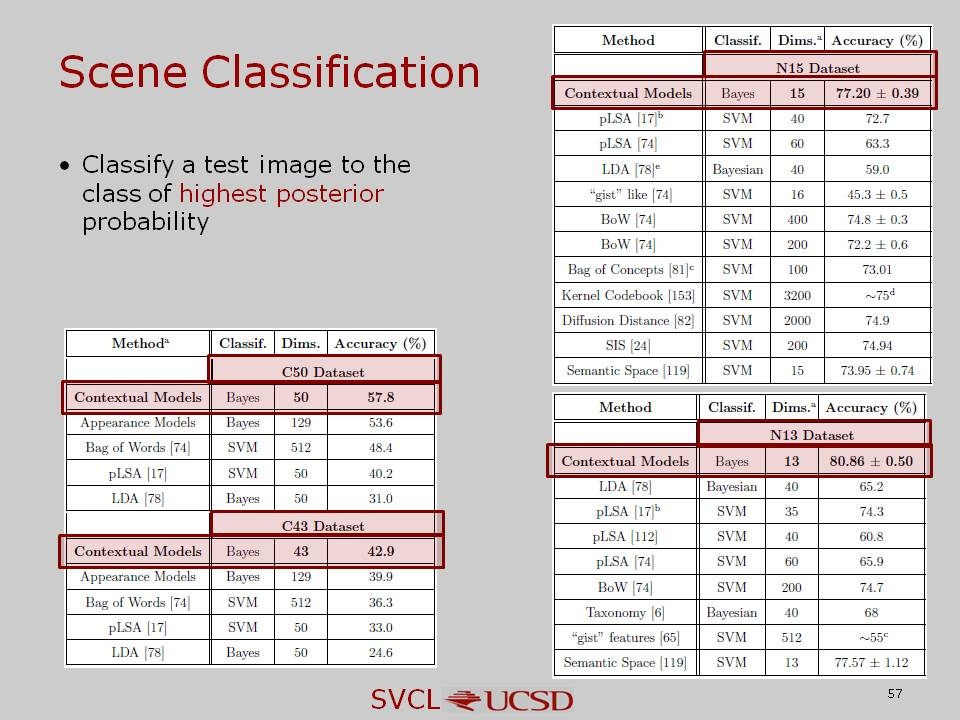 Scene Classification
• Classify a test image to the
class of highest posterior
probability
Methodᵃ Classif. Dims. Accuracy (%)
C50 Dataset
Contextual Models Bayes 50 57.8
Appearance Models Bayes 129 53.6
Bag of Words [74] SVM 512 48.4
pLSA [17] SVM 50 40.2
LDA [78] Bayes 50 31.0
C43 Dataset
Contextual Models Bayes 43 42.9
Appearance Models Bayes 129 39.9
Bag of Words [74] SVM 512 36.3
pLSA [17] SVM 50 33.0
LDA [78] Bayes 50 24.6
Method Classif. Dims.ᵃ Accuracy (%)
N15 Dataset
Contextual Models Bayes 15 77.20 ± 0.39
pLSA [17]ᵇ SVM 40 72.7
pLSA [74] SVM 60 63.3
LDA [78]ᵉ Bayesian 40 59.0
“gist” like [74] SVM 16 45.3 ± 0.5
BoW [74] SVM 400 74.8 ± 0.3
BoW [74] SVM 200 72.2 ± 0.6
Bag of Concepts [81]ᶜ SVM 100 73.01
Kernel Codebook [153] SVM 3200 ∼75ᵈ
Diffusion Distance [82] SVM 2000 74.9
SIS [24] SVM 200 74.94
Semantic Space [119] SVM 15 73.95 ± 0.74
Method Classif. Dims.ᵃ Accuracy (%)
N13 Dataset
Contextual Models Bayes 13 80.86 ± 0.50
LDA [78] Bayesian 40 65.2
pLSA [17]ᵇ SVM 35 74.3
pLSA [112] SVM 40 60.8
pLSA [74] SVM 60 65.9
BoW [74] SVM 200 74.7
Taxonomy [6] Bayesian 40 68
“gist” features [65] SVM 512 ∼55ᶜ
Semantic Space [119] SVM 13 77.57 ± 1.12
SVCL UCSD
57